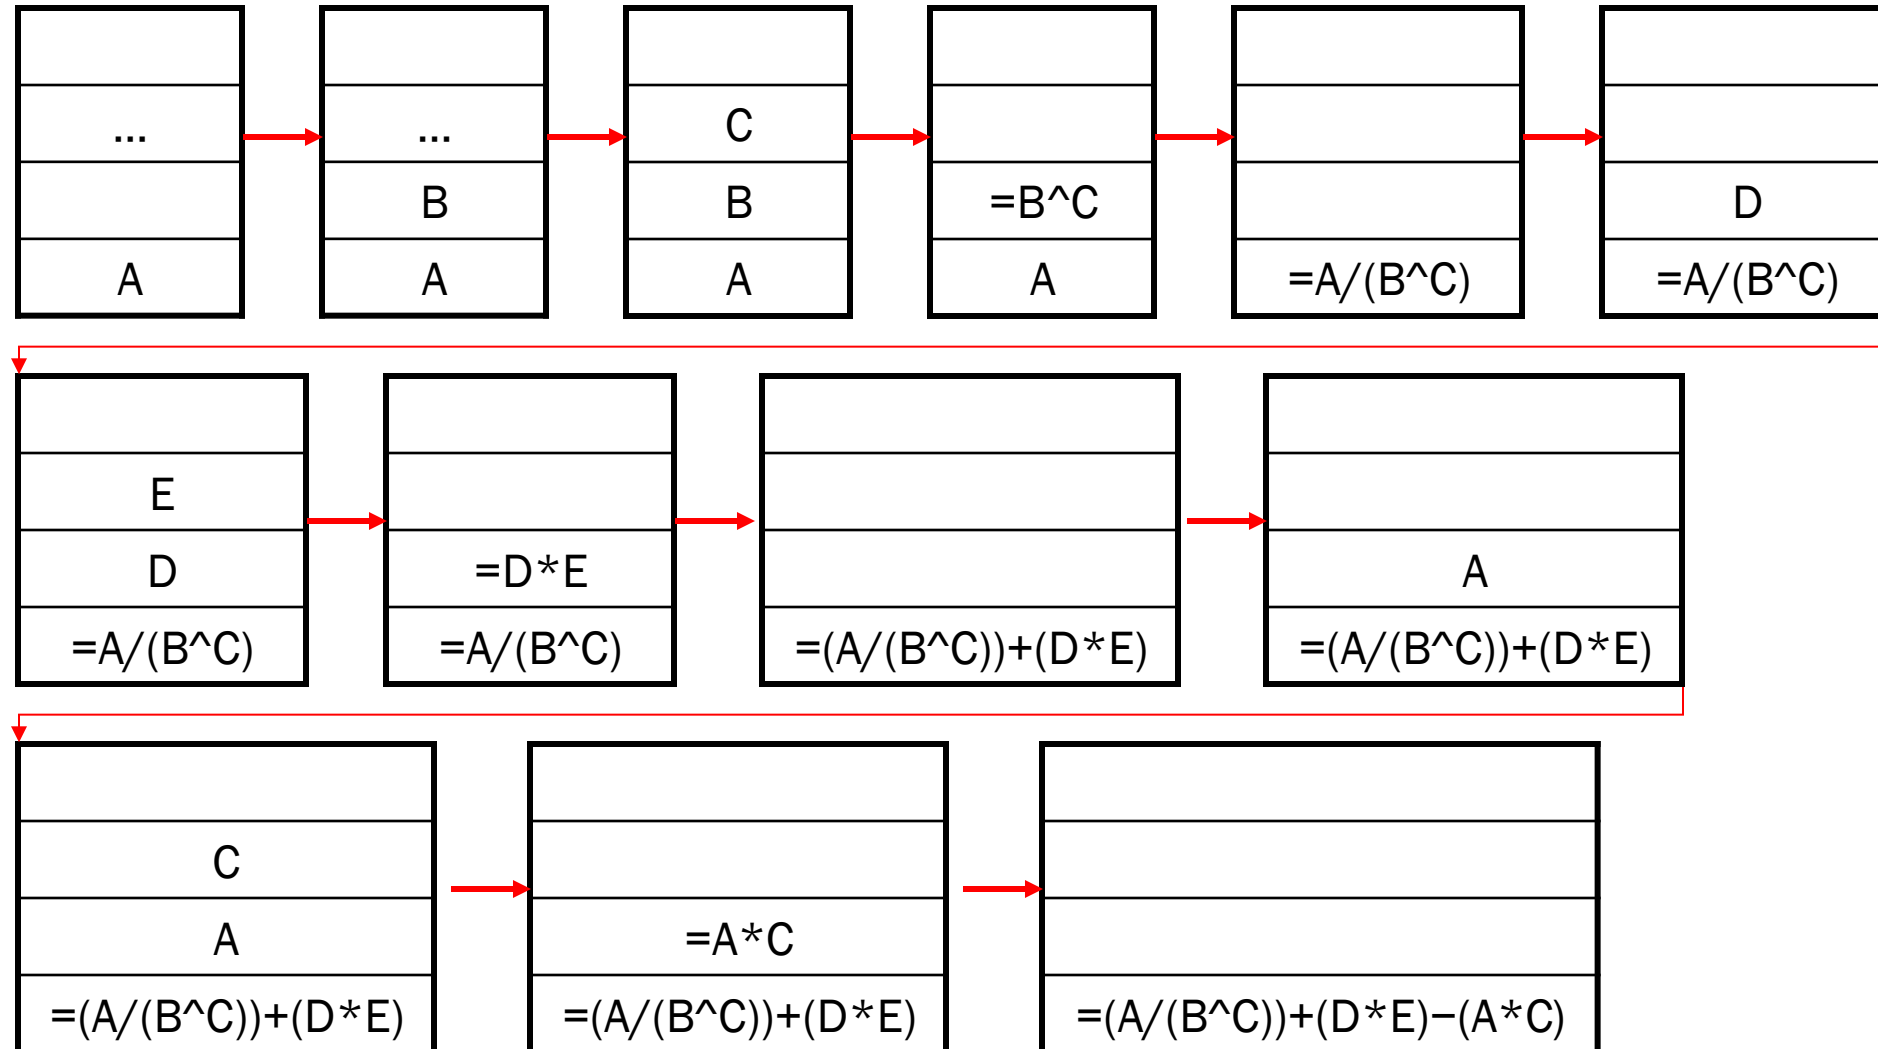 ...
A
...
B
A
C
B
A
=B^C
A
=A/(B^C)
D
=A/(B^C)
E
D
=A/(B^C)
=D*E
=A/(B^C)
=(A/(B^C))+(D*E)
A
=(A/(B^C))+(D*E)
C
A
=(A/(B^C))+(D*E)
=A*C
=(A/(B^C))+(D*E)
=(A/(B^C))+(D*E)−(A*C)